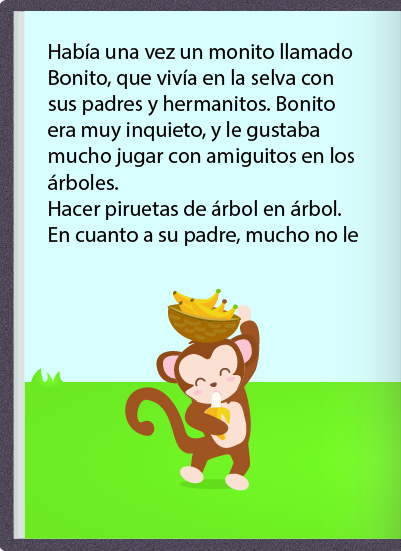 Había una vez un monito llamado
Bonito, que vivía en la selva con
sus padres y hermanitos. Bonito
era muy inquieto, y le gustaba
mucho jugar con amiguitos en los
árboles.
Hacer piruetas de árbol en árbol.
En cuanto a su padre, mucho no le